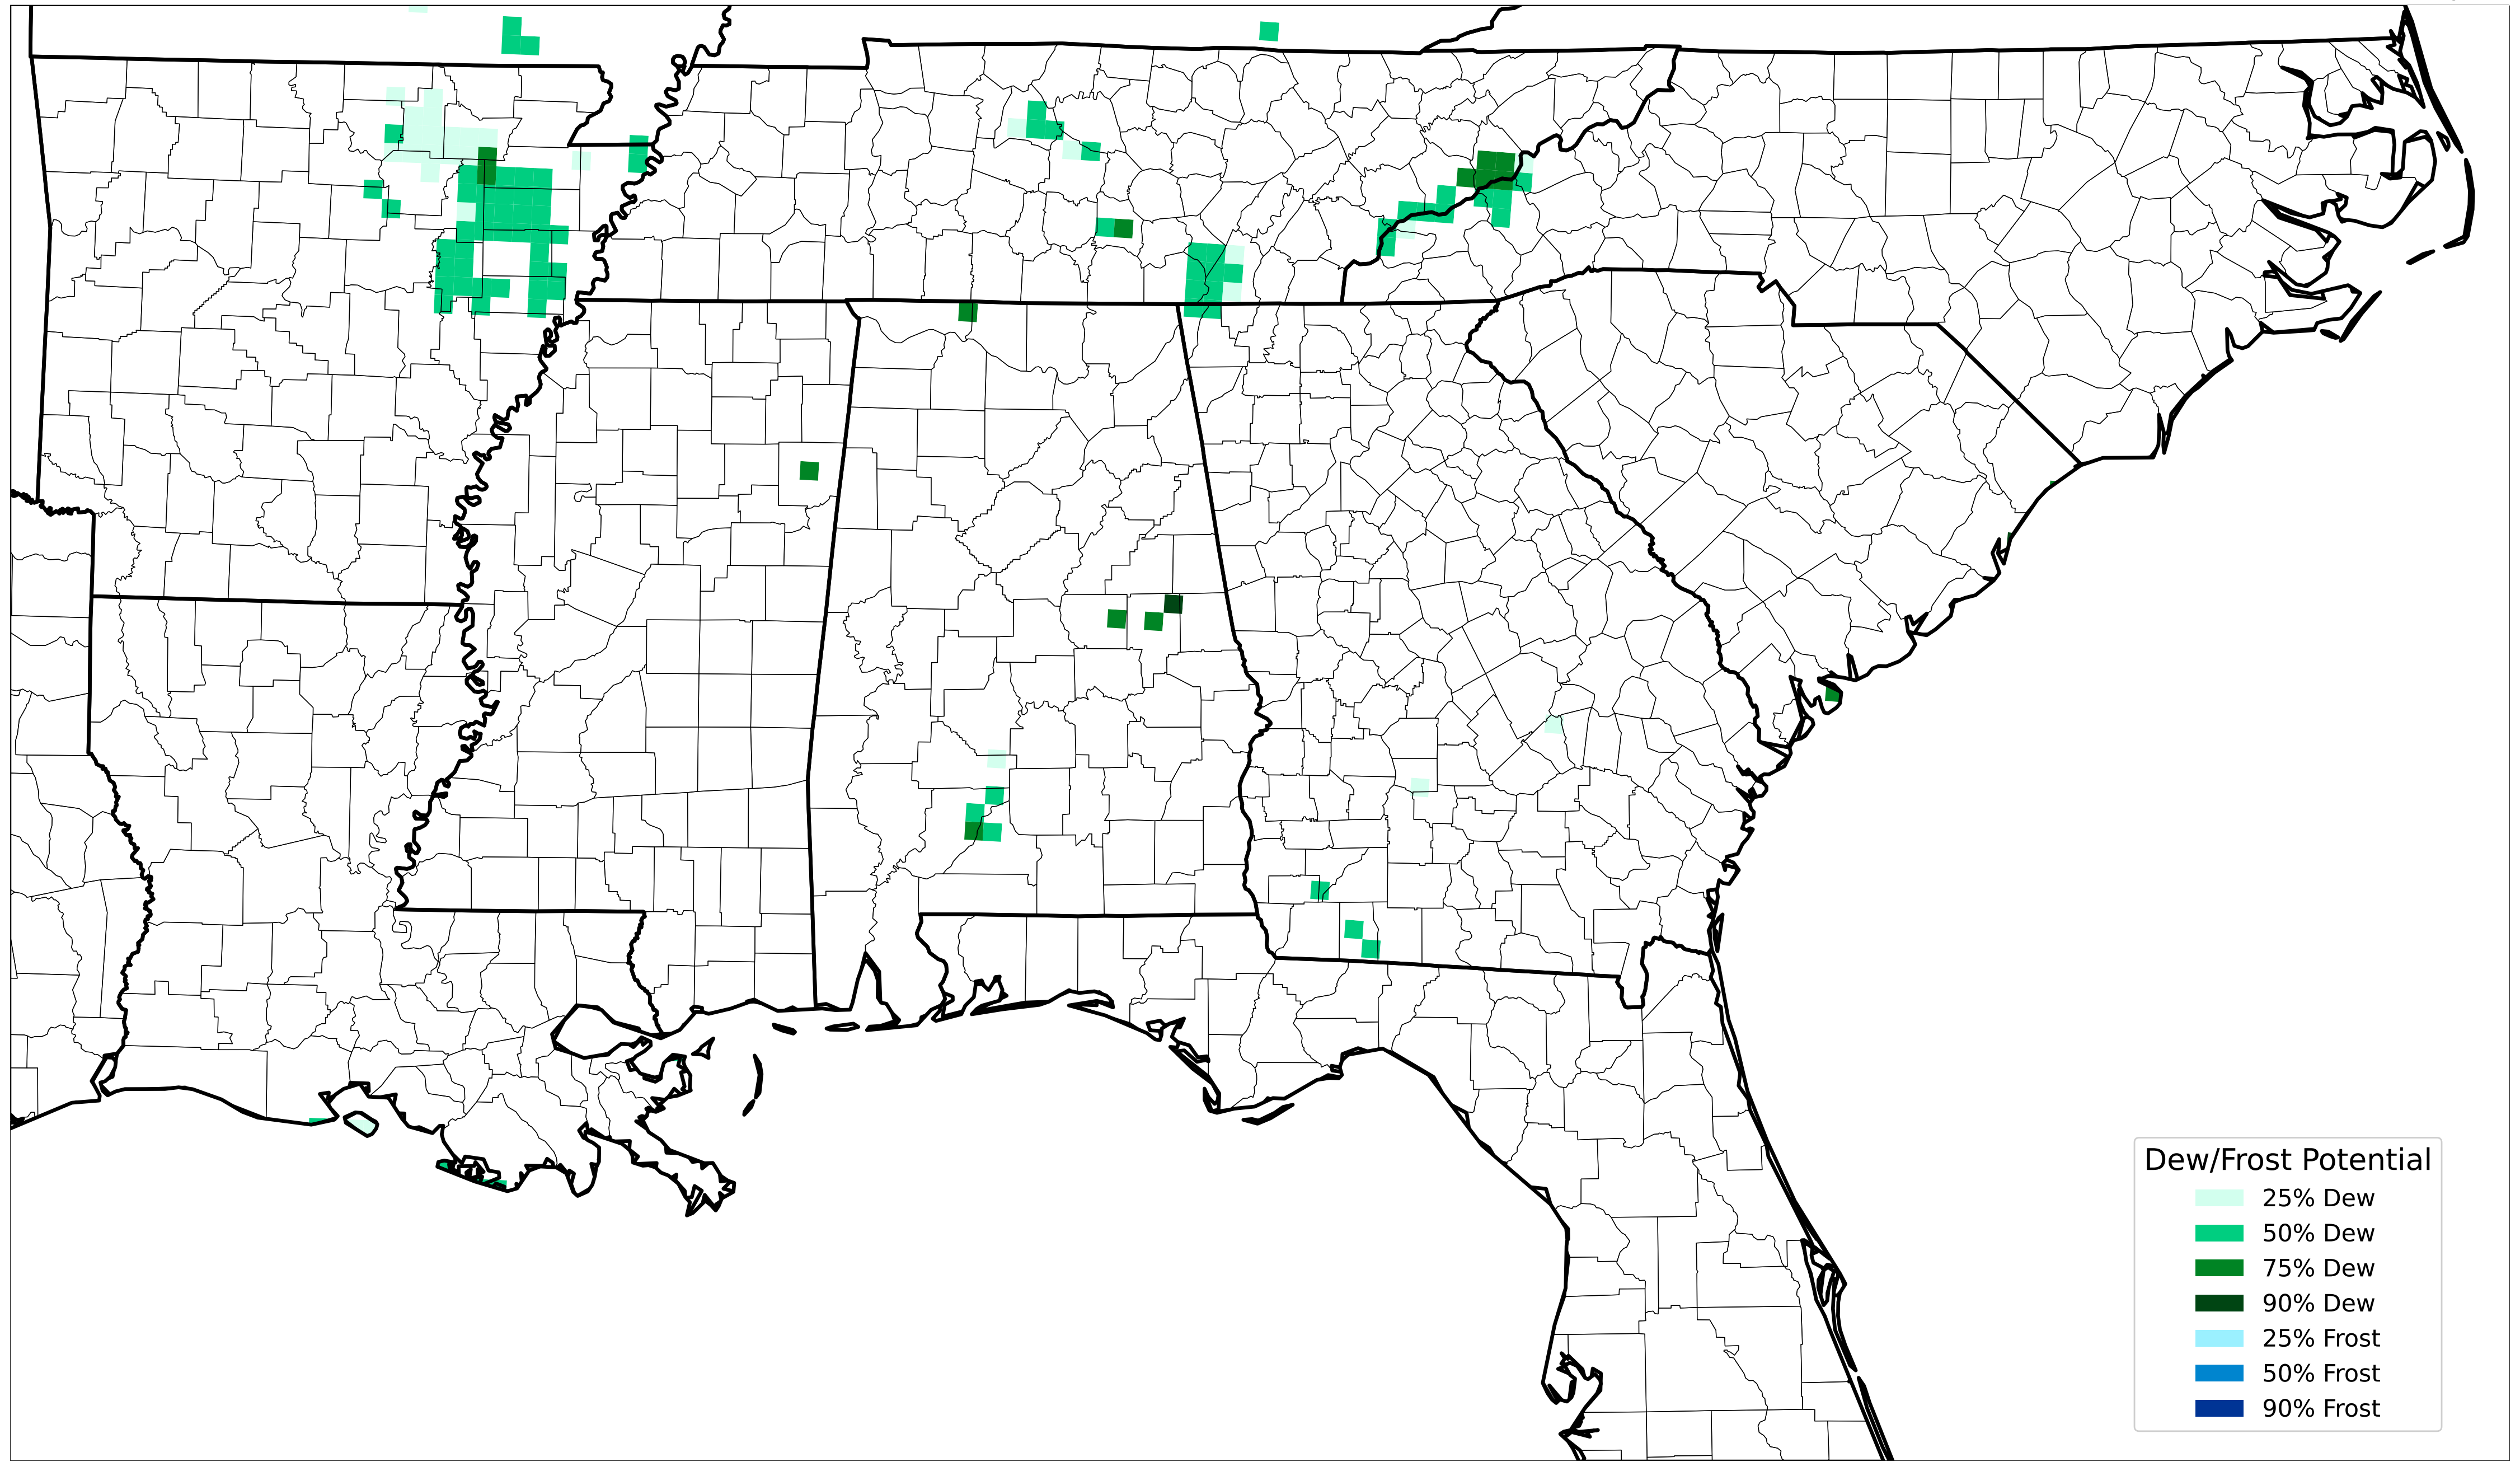 Dew/Frost Potential
25% Dew
50% Dew
75% Dew
90% Dew
25% Frost
50% Frost
90% Frost